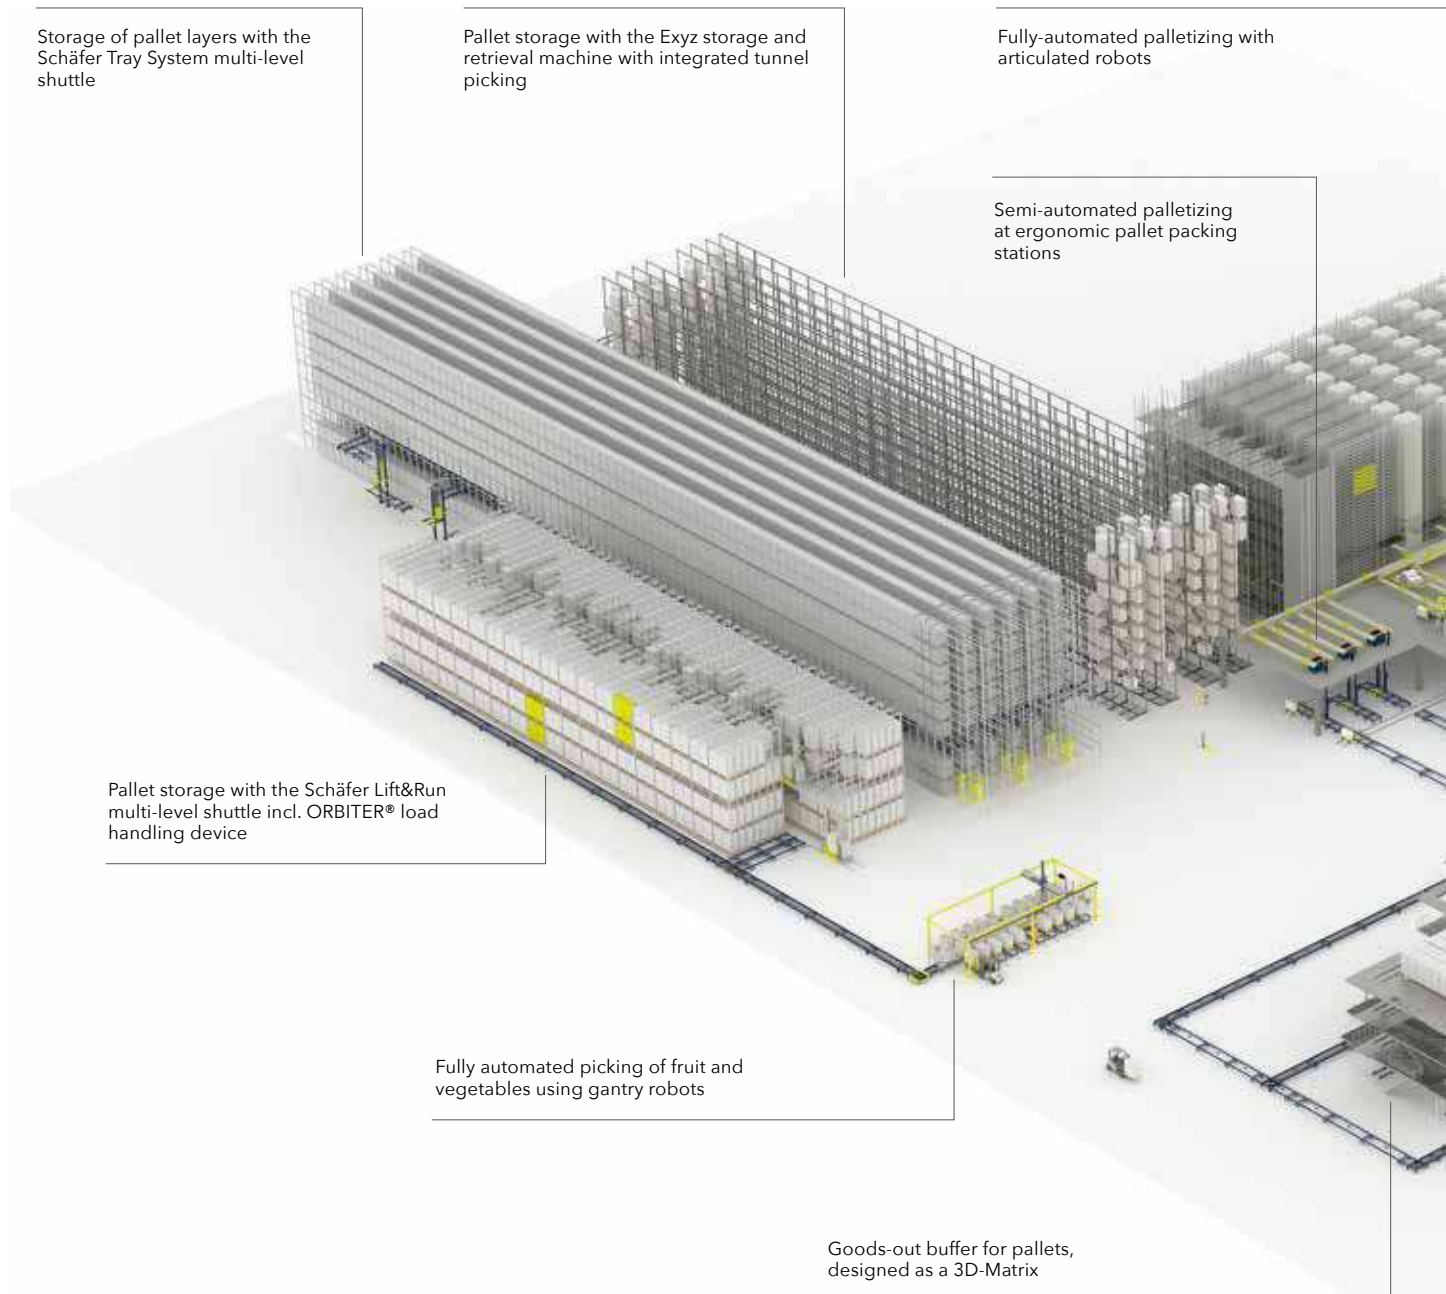 Storage of pallet layers with the
Schäfer Tray System multi-level
shuttle
Pallet storage with the Exyz storage and
retrieval machine with integrated tunnel
picking
Fully-automated palletizing with
articulated robots
Semi-automated palletizing
at ergonomic pallet packing
stations
Pallet storage with the Schäfer Lift&Run
multi-level shuttle incl. ORBITER® load
handling device
Fully automated picking of fruit and
vegetables using gantry robots
Goods-out buffer for pallets,
designed as a 3D-Matrix